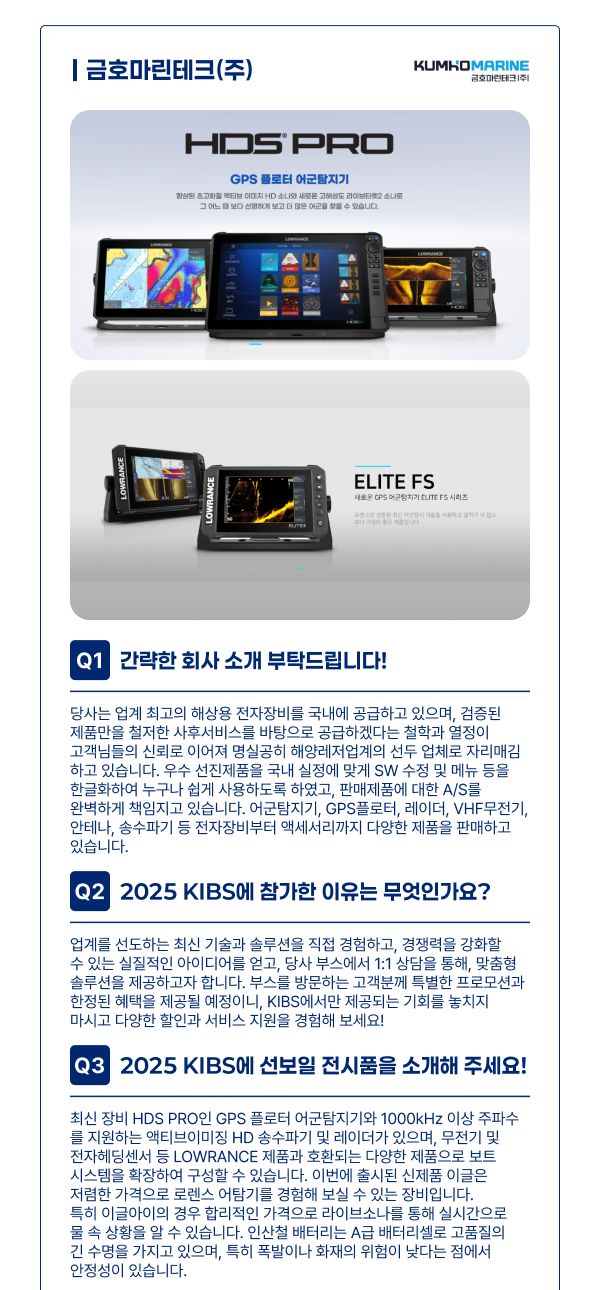 금호마린테크(주)
KUMHOMARINE
금호마린테크(주)
HDS® PRO
GPS 플로터 어군탐지기
향상된 초고화질 액티브 이미지 HD 소나와 새로운 고해상도 라이브타겟2 소나로
그 어느 때 보다 선명하게 보고 더 많은 어군을 찾을 수 있습니다.
LOWRANCE
LOWRANCE
LOWRANCE
HDS
LOWRANCE
LOWRANCE
ELITE
ELITE FS
새로운 GPS 어군탐지기 ELITE FS 시리즈
Q1 간략한 회사 소개 부탁드립니다!
당사는 업계 최고의 해상용 전자장비를 국내에 공급하고 있으며, 검증된
제품만을 철저한 사후서비스를 바탕으로 공급하겠다는 철학과 열정이
고객님들의 신뢰로 이어져 명실공히 해양레저업계의 선두 업체로 자리매김
하고 있습니다. 우수 선진제품을 국내 실정에 맞게 SW 수정 및 메뉴 등을
한글화하여 누구나 쉽게 사용하도록 하였고, 판매제품에 대한 A/S를
완벽하게 책임지고 있습니다. 어군탐지기, GPS플로터, 레이더, VHF무전기,
안테나, 송수파기 등 전자장비부터 액세서리까지 다양한 제품을 판매하고
있습니다.
Q2 2025 KIBS에 참가한 이유는 무엇인가요?
업계를 선도하는 최신 기술과 솔루션을 직접 경험하고, 경쟁력을 강화할
수 있는 실질적인 아이디어를 얻고, 당사 부스에서 1:1 상담을 통해, 맞춤형
솔루션을 제공하고자 합니다. 부스를 방문하는 고객분께 특별한 프로모션과
한정된 혜택을 제공될 예정이니, KIBS에서만 제공되는 기회를 놓치지
마시고 다양한 할인과 서비스 지원을 경험해 보세요!
Q3 2025 KIBS에 선보일 전시품을 소개해 주세요!
최신 장비 HDS PRO인 GPS 플로터 어군탐지기와 1000kHz 이상 주파수
를 지원하는 액티브이미징 HD 송수파기 및 레이더가 있으며, 무전기 및
전자헤딩센서 등 LOWRANCE 제품과 호환되는 다양한 제품으로 보트
시스템을 확장하여 구성할 수 있습니다. 이번에 출시된 신제품 이글은
저렴한 가격으로 로렌스 어탐기를 경험해 보실 수 있는 장비입니다.
특히 이글아이의 경우 합리적인 가격으로 라이브소나를 통해 실시간으로
물 속 상황을 알 수 있습니다. 인산철 배터리는 A급 배터리셀로 고품질의
긴 수명을 가지고 있으며, 특히 폭발이나 화재의 위험이 낮다는 점에서
안정성이 있습니다.